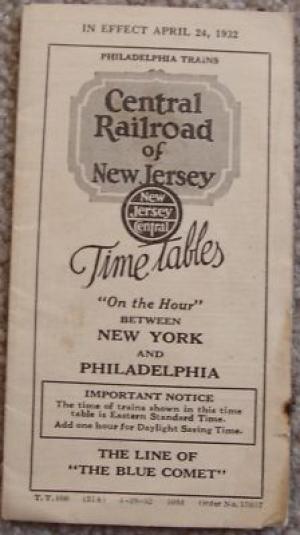 IN EFFECT APRIL 24, 1932
PHILADELPHIA TRAINS
Central
Railroad
of
New Jersey
New
Jersey
Central
Time tables
"On the Hour"
BETWEEN
NEW YORK
AND
PHILADELPHIA
IMPORTANT NOTICE
The time of trains shown in this time
table is Eastern Standard Time.
Add one hour for Daylight Saving Time.
THE LINE OF
"THE BLUE COMET"
T. T. Order No.